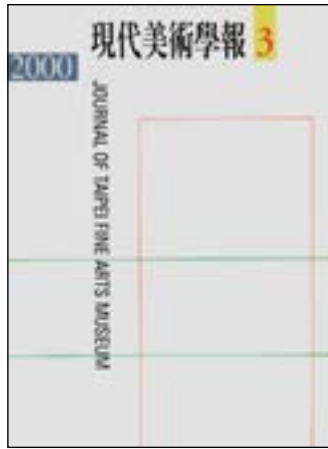 現代美術學報 3
2000
JOURNAL OF TAIPEI FINE ARTS MUSEUM